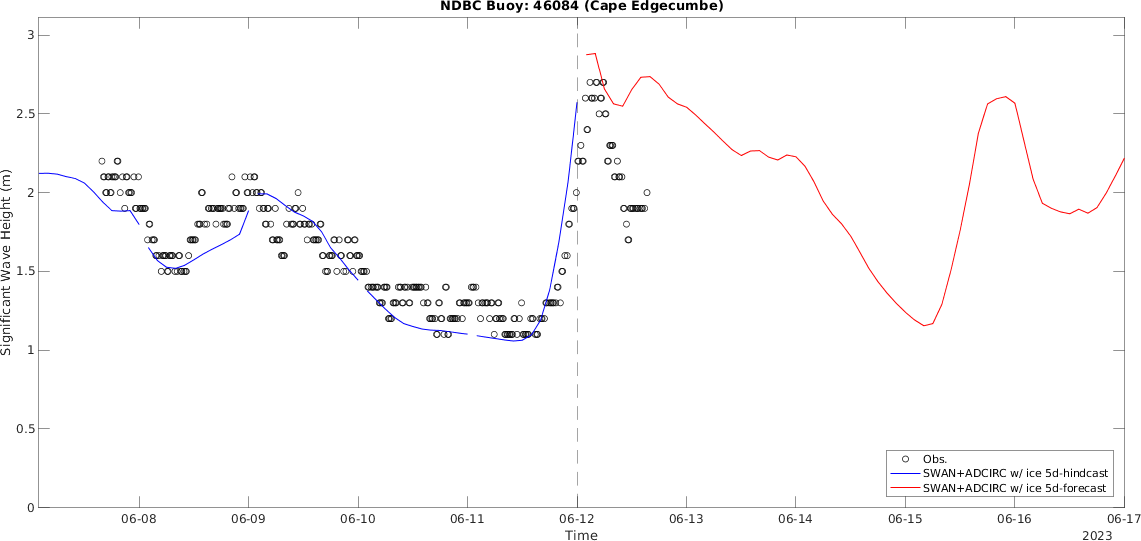 NDBC Buoy: 46084 (Cape Edgecumbe)
3
2.5
2
1.5
1
0.5
0
Significant Wave Height (m)
Obs.
SWAN+ADCIRC w/ ice 5d-hindcast
SWAN+ADCIRC w/ ice 5d-forecast
06-08 06-09 06-10 06-11 06-12 06-13 06-14 06-15 06-16 06-17
Time
2023